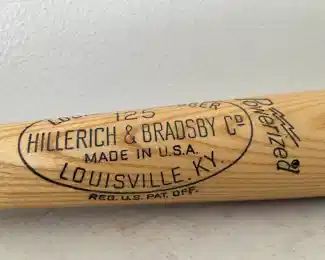 125
HILLERICH & BRADSBY Cº
MADE IN U.S.A.
LOUISVILLE, KY.
REG. U.S. PAT. OFF.
Powerized